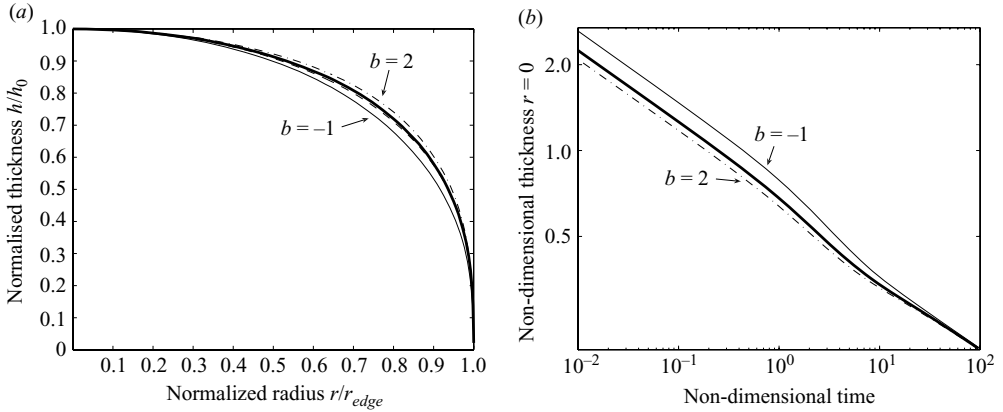 (a)
1.0
0.9
0.8
0.7
0.6
0.5
0.4
0.3
0.2
0.1
0
Normalised thickness h/h₀
b = 2
b = –1
0.1 0.2 0.3 0.4 0.5 0.6 0.7 0.8 0.9 1.0
Normalized radius r/r_edge
(b)
2.0
1.0
0.5
Non-dimensional thickness r = 0
b = –1
b = 2
10⁻² 10⁻¹ 10⁰ 10¹ 10²
Non-dimensional time